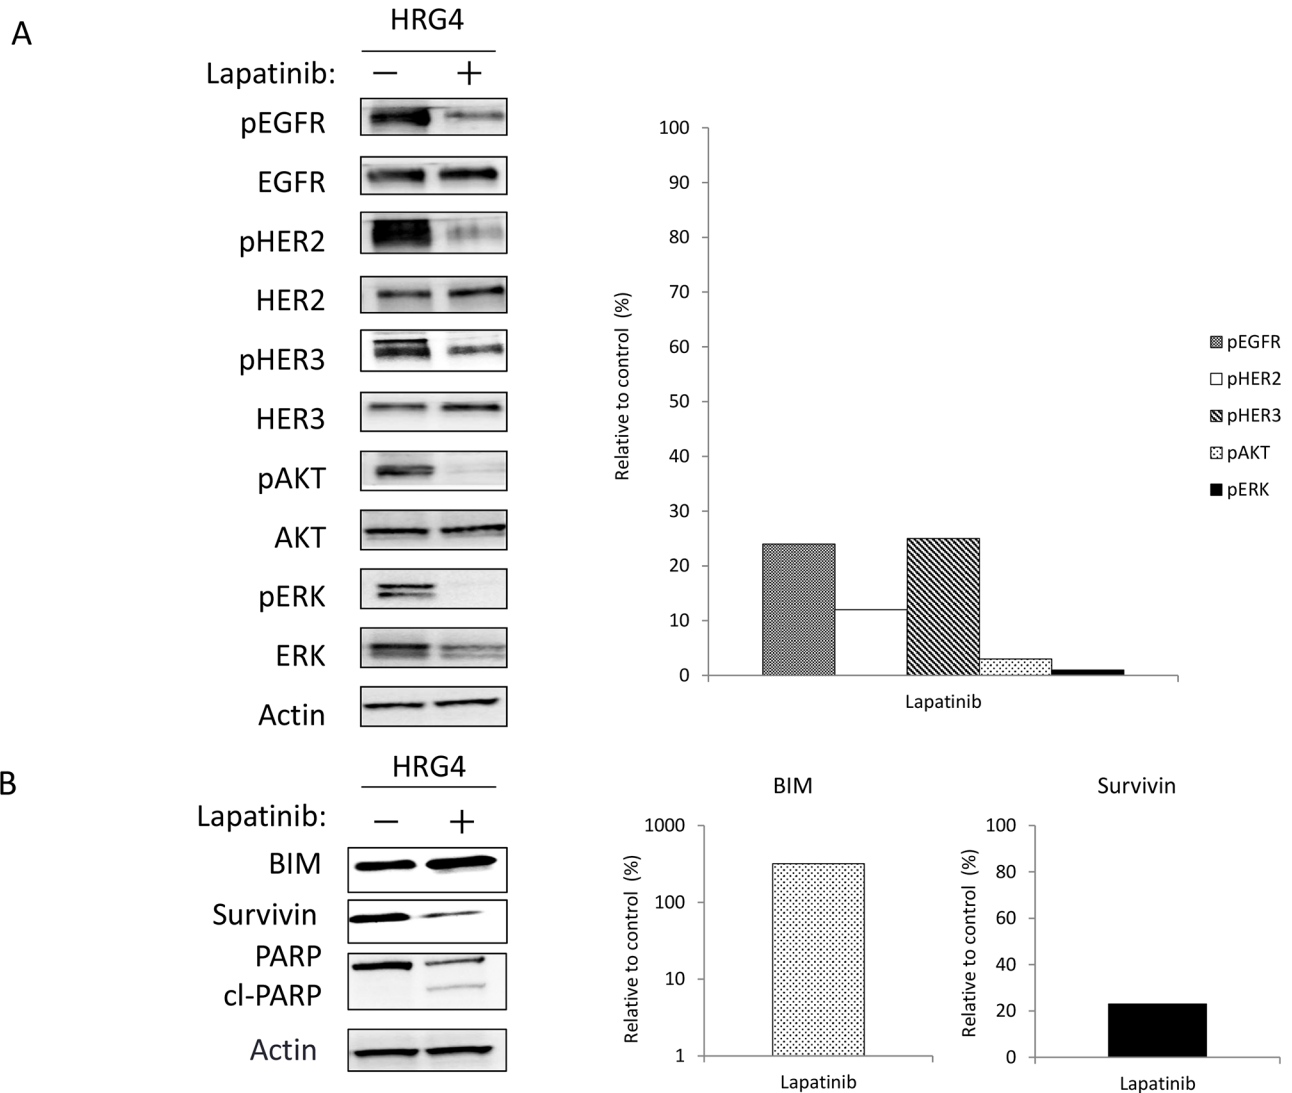 A
HRG4
Lapatinib: − +
pEGFR
EGFR
pHER2
HER2
pHER3
HER3
pAKT
AKT
pERK
ERK
Actin
Relative to control (%)
100
90
80
70
60
50
40
30
20
10
0
Lapatinib
pEGFR
pHER2
pHER3
pAKT
pERK
B
HRG4
Lapatinib: − +
BIM
Survivin
PARP
cl-PARP
Actin
BIM
Relative to control (%)
1000
100
10
1
Lapatinib
Survivin
Relative to control (%)
100
80
60
40
20
0
Lapatinib